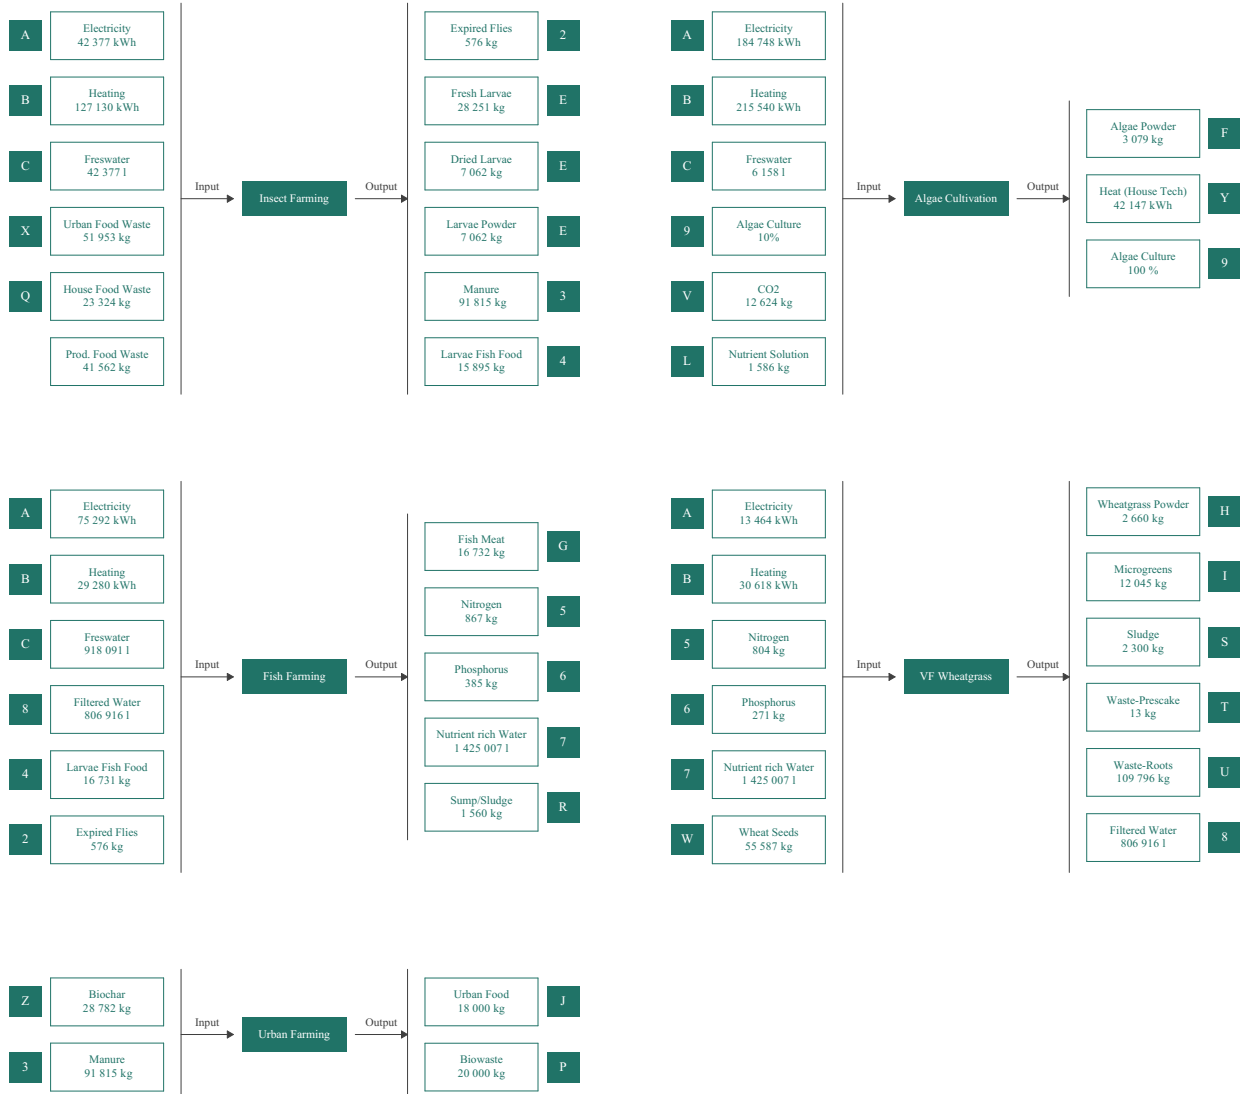 A
Electricity
42 377 kWh
B
Heating
127 130 kWh
C
Freswater
42 377 l
X
Urban Food Waste
51 953 kg
Q
House Food Waste
23 324 kg
Prod. Food Waste
41 562 kg
Input
Insect Farming
Output
Expired Flies
576 kg
2
Fresh Larvae
28 251 kg
E
Dried Larvae
7 062 kg
E
Larvae Powder
7 062 kg
E
Manure
91 815 kg
3
Larvae Fish Food
15 895 kg
4
A
Electricity
184 748 kWh
B
Heating
215 540 kWh
C
Freswater
6 158 l
9
Algae Culture
10%
V
CO2
12 624 kg
L
Nutrient Solution
1 586 kg
Input
Algae Cultivation
Output
Algae Powder
3 079 kg
F
Heat (House Tech)
42 147 kWh
Y
Algae Culture
100 %
9
A
Electricity
75 292 kWh
B
Heating
29 280 kWh
C
Freswater
918 091 l
8
Filtered Water
806 916 l
4
Larvae Fish Food
16 731 kg
2
Expired Flies
576 kg
Input
Fish Farming
Output
Fish Meat
16 732 kg
G
Nitrogen
867 kg
5
Phosphorus
385 kg
6
Nutrient rich Water
1 425 007 l
7
Sump/Sludge
1 560 kg
R
A
Electricity
13 464 kWh
B
Heating
30 618 kWh
5
Nitrogen
804 kg
6
Phosphorus
271 kg
7
Nutrient rich Water
1 425 007 l
W
Wheat Seeds
55 587 kg
Input
VF Wheatgrass
Output
Wheatgrass Powder
2 660 kg
H
Microgreens
12 045 kg
I
Sludge
2 300 kg
S
Waste-Prescake
13 kg
T
Waste-Roots
109 796 kg
U
Filtered Water
806 916 l
8
Z
Biochar
28 782 kg
3
Manure
91 815 kg
Input
Urban Farming
Output
Urban Food
18 000 kg
J
Biowaste
20 000 kg
P